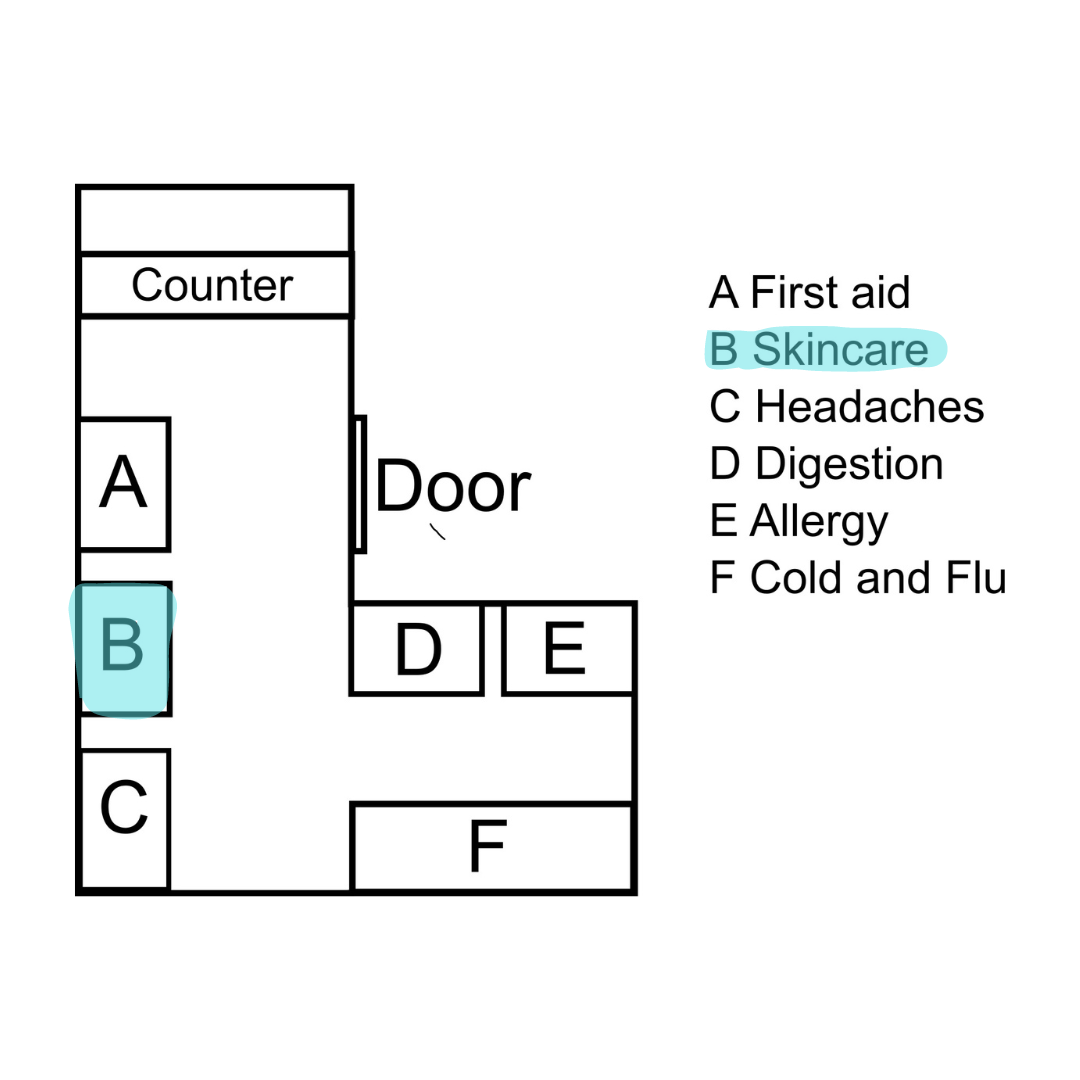 Counter
A
Door
B
D
E
C
F
A First aid
B Skincare
C Headaches
D Digestion
E Allergy
F Cold and Flu